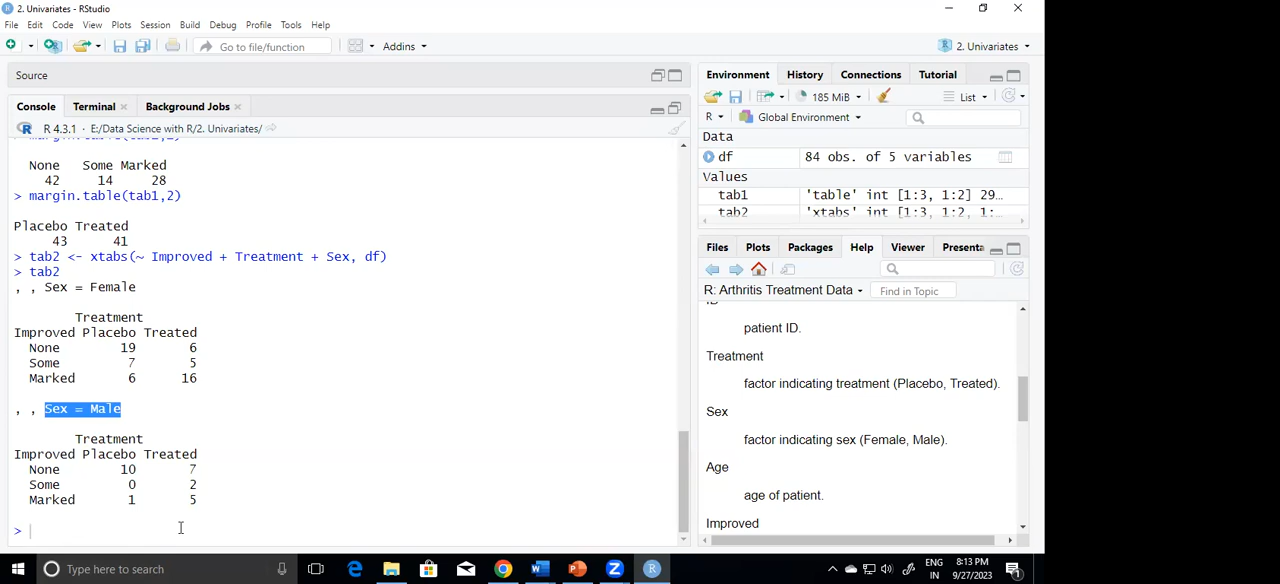 2. Univariates - RStudio
File Edit Code View Plots Session Build Debug Profile Tools Help
Go to file/function
Addins
2. Univariates
Source
Console Terminal Background Jobs
R 4.3.1 · E:/Data Science with R/2. Univariates/
None Some Marked
42 14 28
> margin.table(tab1,2)
Placebo Treated
43 41
> tab2 <- xtabs(~ Improved + Treatment + Sex, df)
> tab2
, , Sex = Female
Treatment
Improved Placebo Treated
None 19 6
Some 7 5
Marked 6 16
, , Sex = Male
Treatment
Improved Placebo Treated
None 10 7
Some 0 2
Marked 1 5
>
Environment History Connections Tutorial
185 MiB
List
R
Global Environment
Data
df 84 obs. of 5 variables
Values
tab1 'table' int [1:3, 1:2] 29…
tab2 'xtabs' int [1:3, 1:2, 1:…
Files Plots Packages Help Viewer Presenta
R: Arthritis Treatment Data
Find in Topic
ID
patient ID.
Treatment
factor indicating treatment (Placebo, Treated).
Sex
factor indicating sex (Female, Male).
Age
age of patient.
Improved
Type here to search
ENG
IN
8:13 PM
9/27/2023